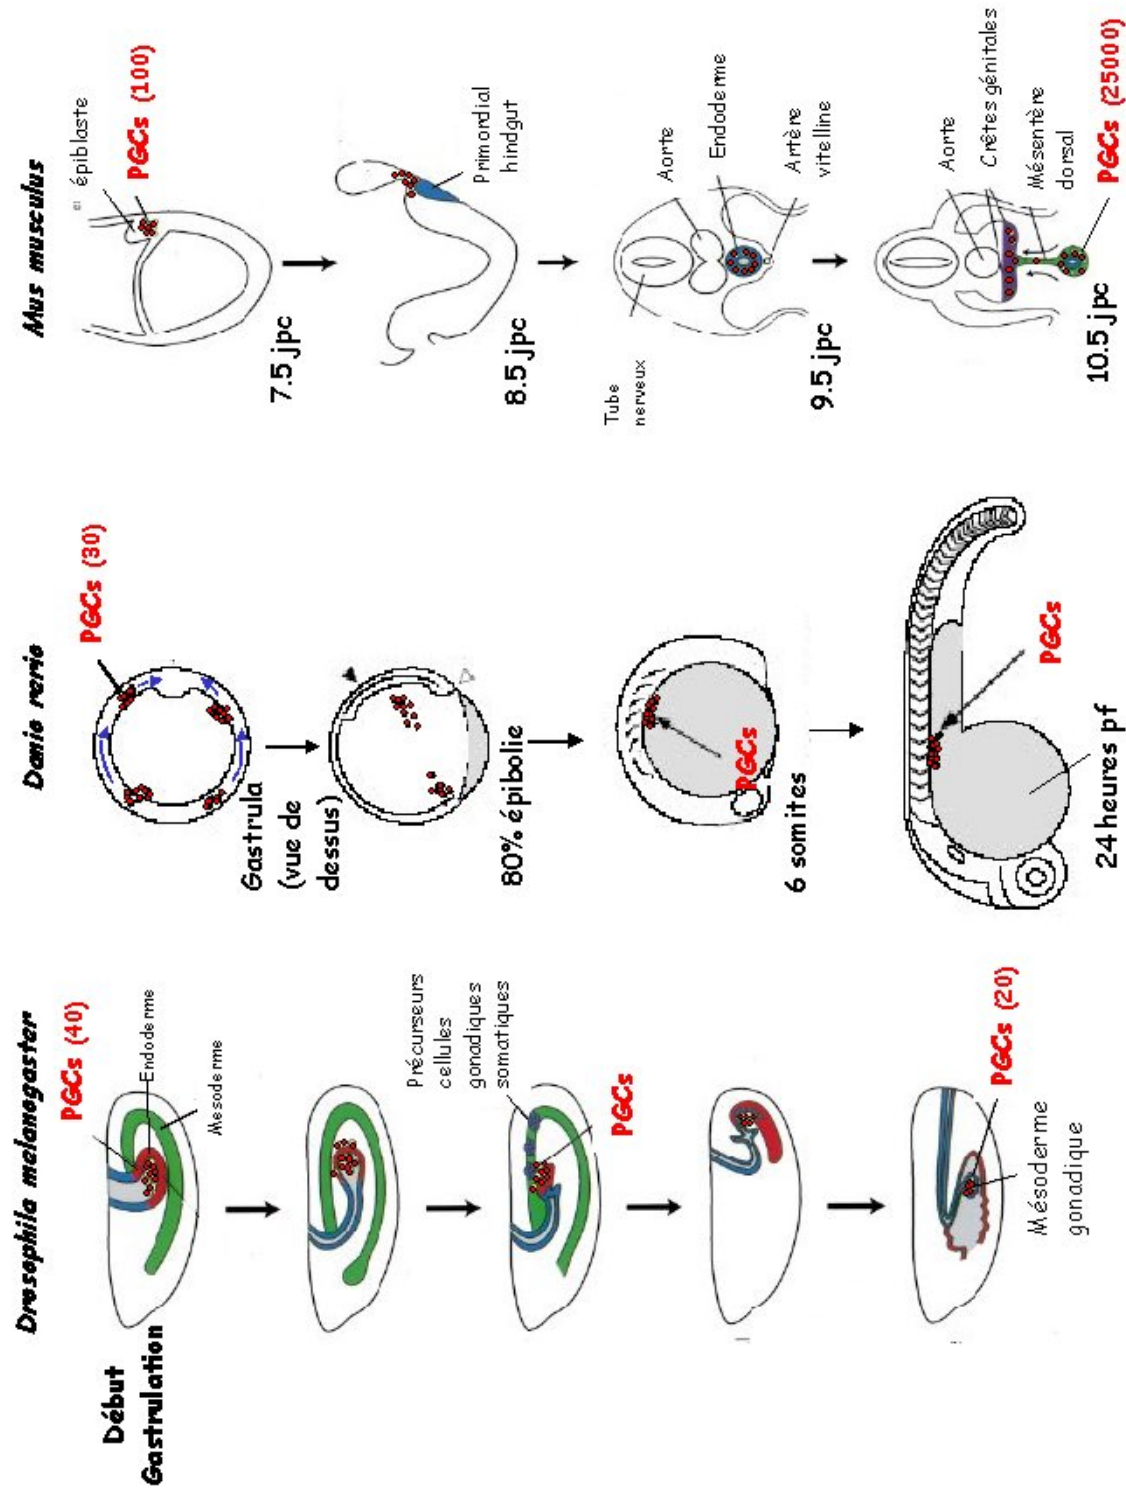 Drosophila melanogaster
Début
Gastrulation
PGCs (40)
Endoderme
Mesoderme
Précurseurs
cellules
gonadiques
somatiques
PGCs
PGCs (20)
Mésoderme
gonadique
Danio rerio
PGCs (30)
Gastrula
(vue de
dessus)
80% épibolie
PGCs
6 somites
PGCs
24 heures pf
Mus musculus
épiblaste
PGCs (100)
7.5 jpc
Primordial
hindgut
8.5 jpc
Tube
nerveux
Aorte
Endoderme
Artère
vitelline
9.5 jpc
Aorte
Crêtes génitales
Mésentère
dorsal
PGCs (25000)
10.5 jpc